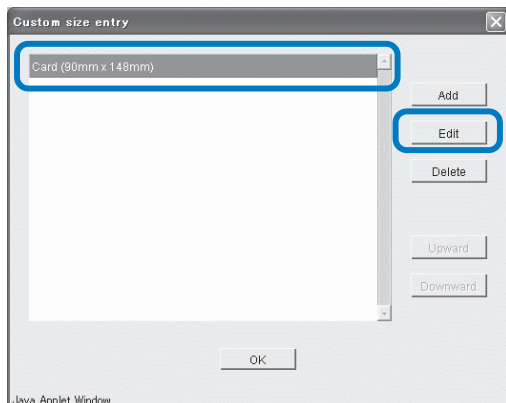 Custom size entry
Card (90mm x 148mm)
Add
Edit
Delete
Upward
Downward
OK
Java Applet Window